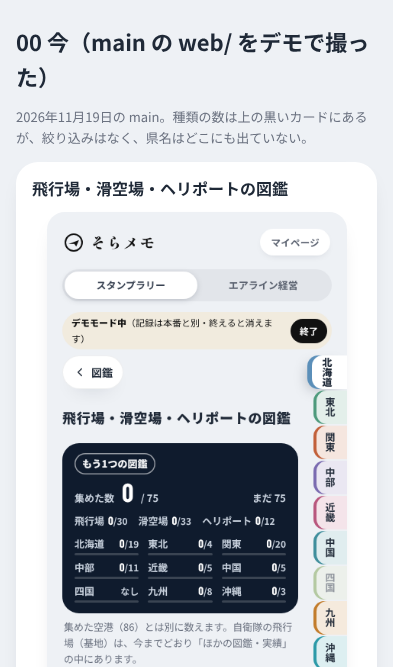 00 今（main の web/ をデモで撮っ
た）
2026年11月19日の main。種類の数は上の黒いカードにある
が、絞り込みはなく、県名はどこにも出ていない。
飛行場・滑空場・ヘリポートの図鑑
そらメモ
マイページ
スタンプラリー
エアライン経営
デモモード中（記録は本番と別・終えると消えま
す）
終了
図鑑
飛行場・滑空場・ヘリポートの図鑑
もう1つの図鑑
集めた数 0 / 75 まだ 75
飛行場 0/30 滑空場 0/33 ヘリポート 0/12
北海道 0/19 東北 0/4 関東 0/20
中部 0/11 近畿 0/5 中国 0/5
四国 なし 九州 0/8 沖縄 0/3
集めた空港（86）とは別に数えます。自衛隊の飛行
場（基地）は、今までどおり「ほかの図鑑・実績」
の中にあります。
北海道
東北
関東
中部
近畿
中国
四国
九州
沖縄